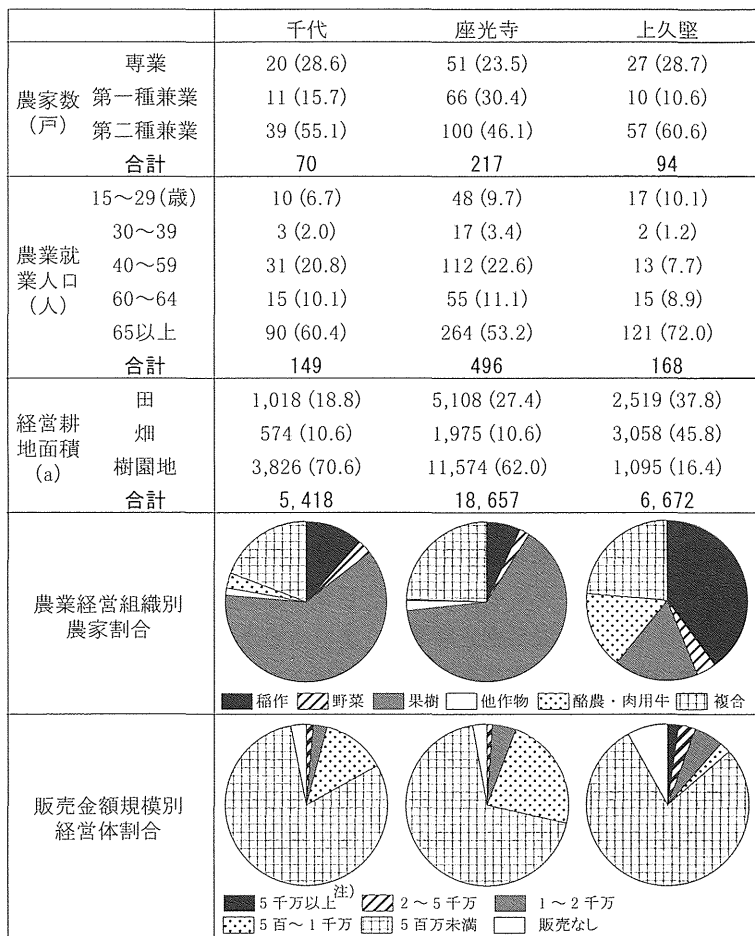 千代 座光寺 上久堅
農家数(戸) 専業 20 (28.6) 51 (23.5) 27 (28.7)
第一種兼業 11 (15.7) 66 (30.4) 10 (10.6)
第二種兼業 39 (55.1) 100 (46.1) 57 (60.6)
合計 70 217 94
農業就業人口(人) 15～29(歳) 10 (6.7) 48 (9.7) 17 (10.1)
30～39 3 (2.0) 17 (3.4) 2 (1.2)
40～59 31 (20.8) 112 (22.6) 13 (7.7)
60～64 15 (10.1) 55 (11.1) 15 (8.9)
65以上 90 (60.4) 264 (53.2) 121 (72.0)
合計 149 496 168
経営耕地面積(a) 田 1,018 (18.8) 5,108 (27.4) 2,519 (37.8)
畑 574 (10.6) 1,975 (10.6) 3,058 (45.8)
樹園地 3,826 (70.6) 11,574 (62.0) 1,095 (16.4)
合計 5,418 18,657 6,672
農業経営組織別
農家割合
稲作 野菜 果樹 他作物 酪農・肉用牛 複合
販売金額規模別
経営体割合
5千万以上注) 2～5千万 1～2千万
5百～1千万 5百万未満 販売なし